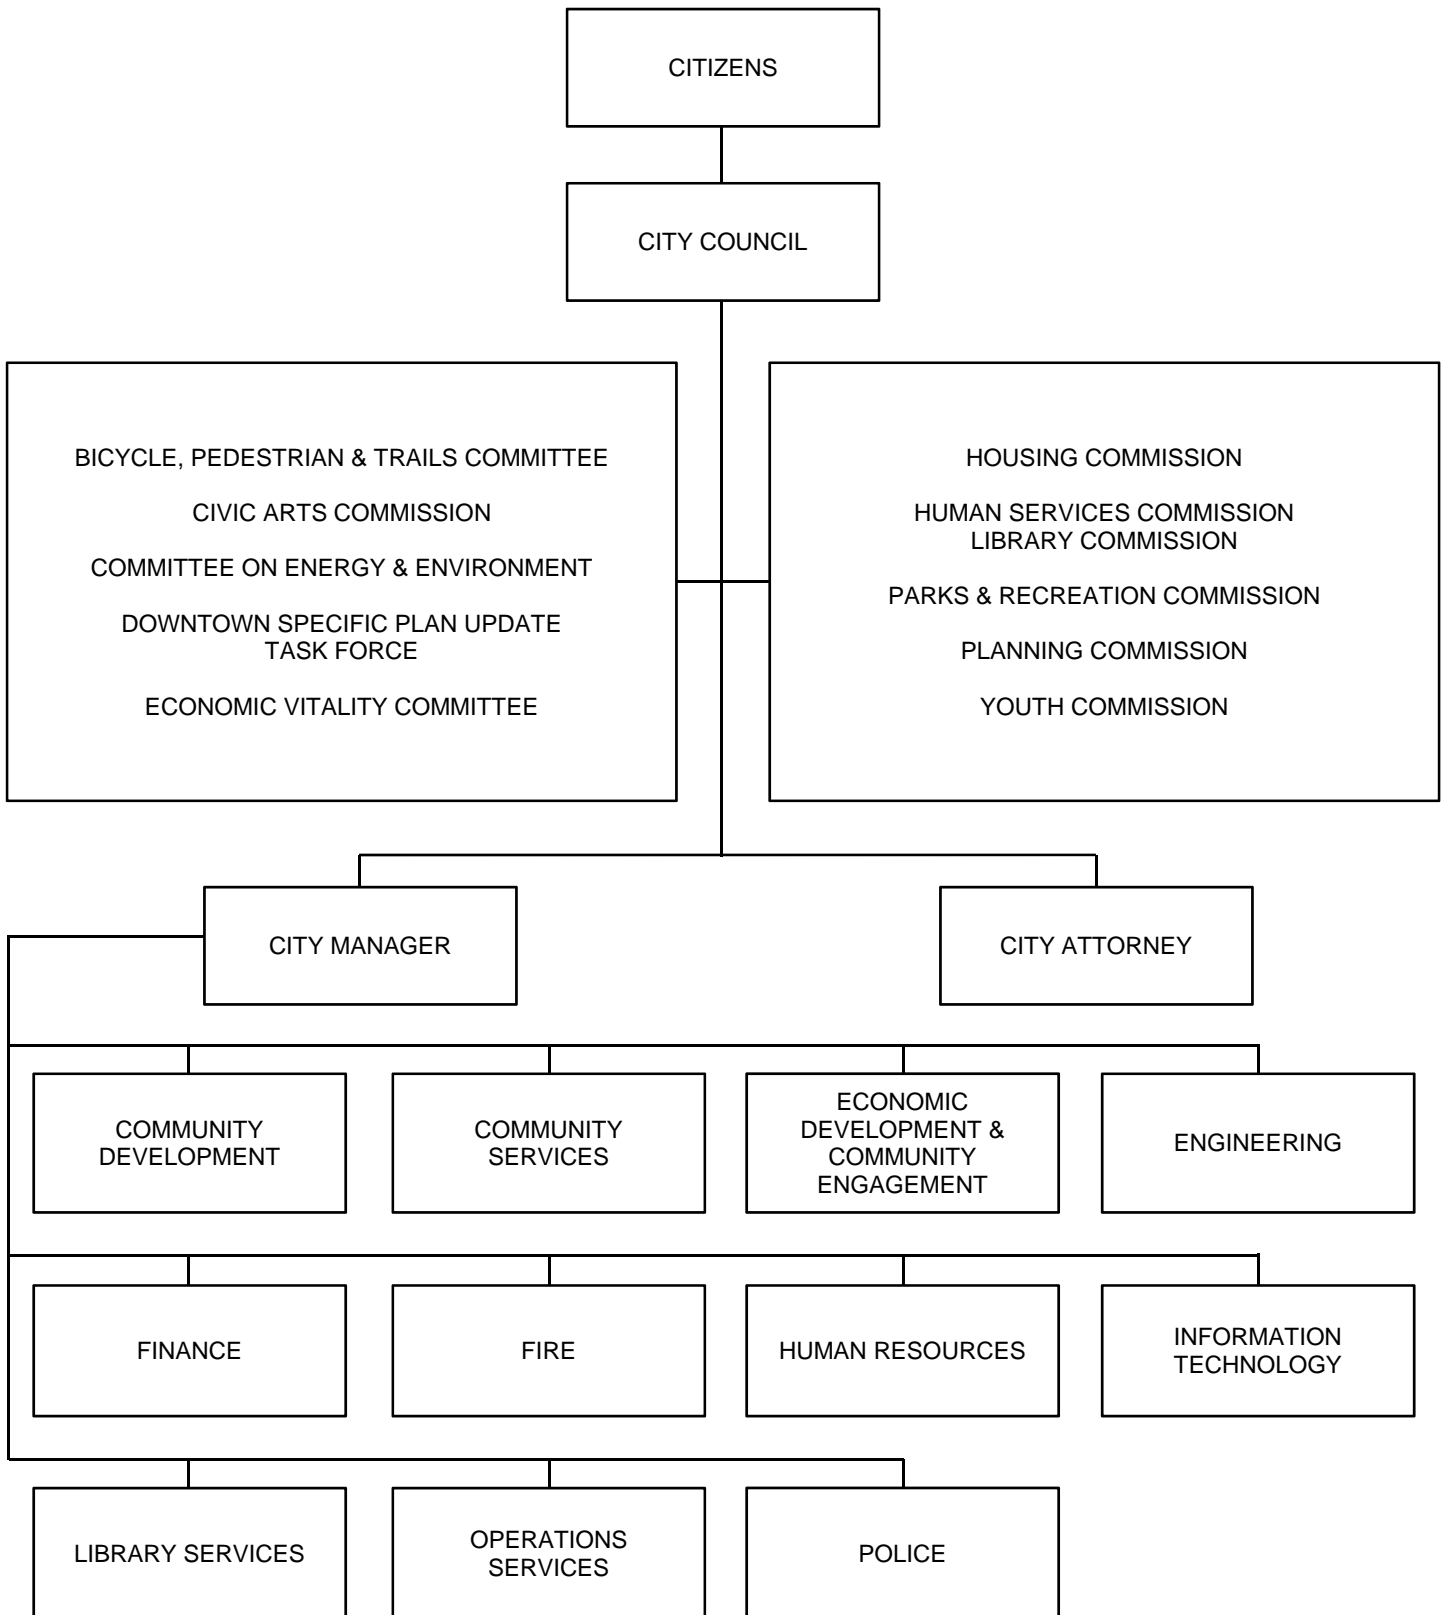 CITIZENS
CITY COUNCIL
BICYCLE, PEDESTRIAN & TRAILS COMMITTEE
CIVIC ARTS COMMISSION
COMMITTEE ON ENERGY & ENVIRONMENT
DOWNTOWN SPECIFIC PLAN UPDATE
TASK FORCE
ECONOMIC VITALITY COMMITTEE
HOUSING COMMISSION
HUMAN SERVICES COMMISSION
LIBRARY COMMISSION
PARKS & RECREATION COMMISSION
PLANNING COMMISSION
YOUTH COMMISSION
CITY MANAGER
CITY ATTORNEY
COMMUNITY
DEVELOPMENT
COMMUNITY
SERVICES
ECONOMIC
DEVELOPMENT &
COMMUNITY
ENGAGEMENT
ENGINEERING
FINANCE
FIRE
HUMAN RESOURCES
INFORMATION
TECHNOLOGY
LIBRARY SERVICES
OPERATIONS
SERVICES
POLICE